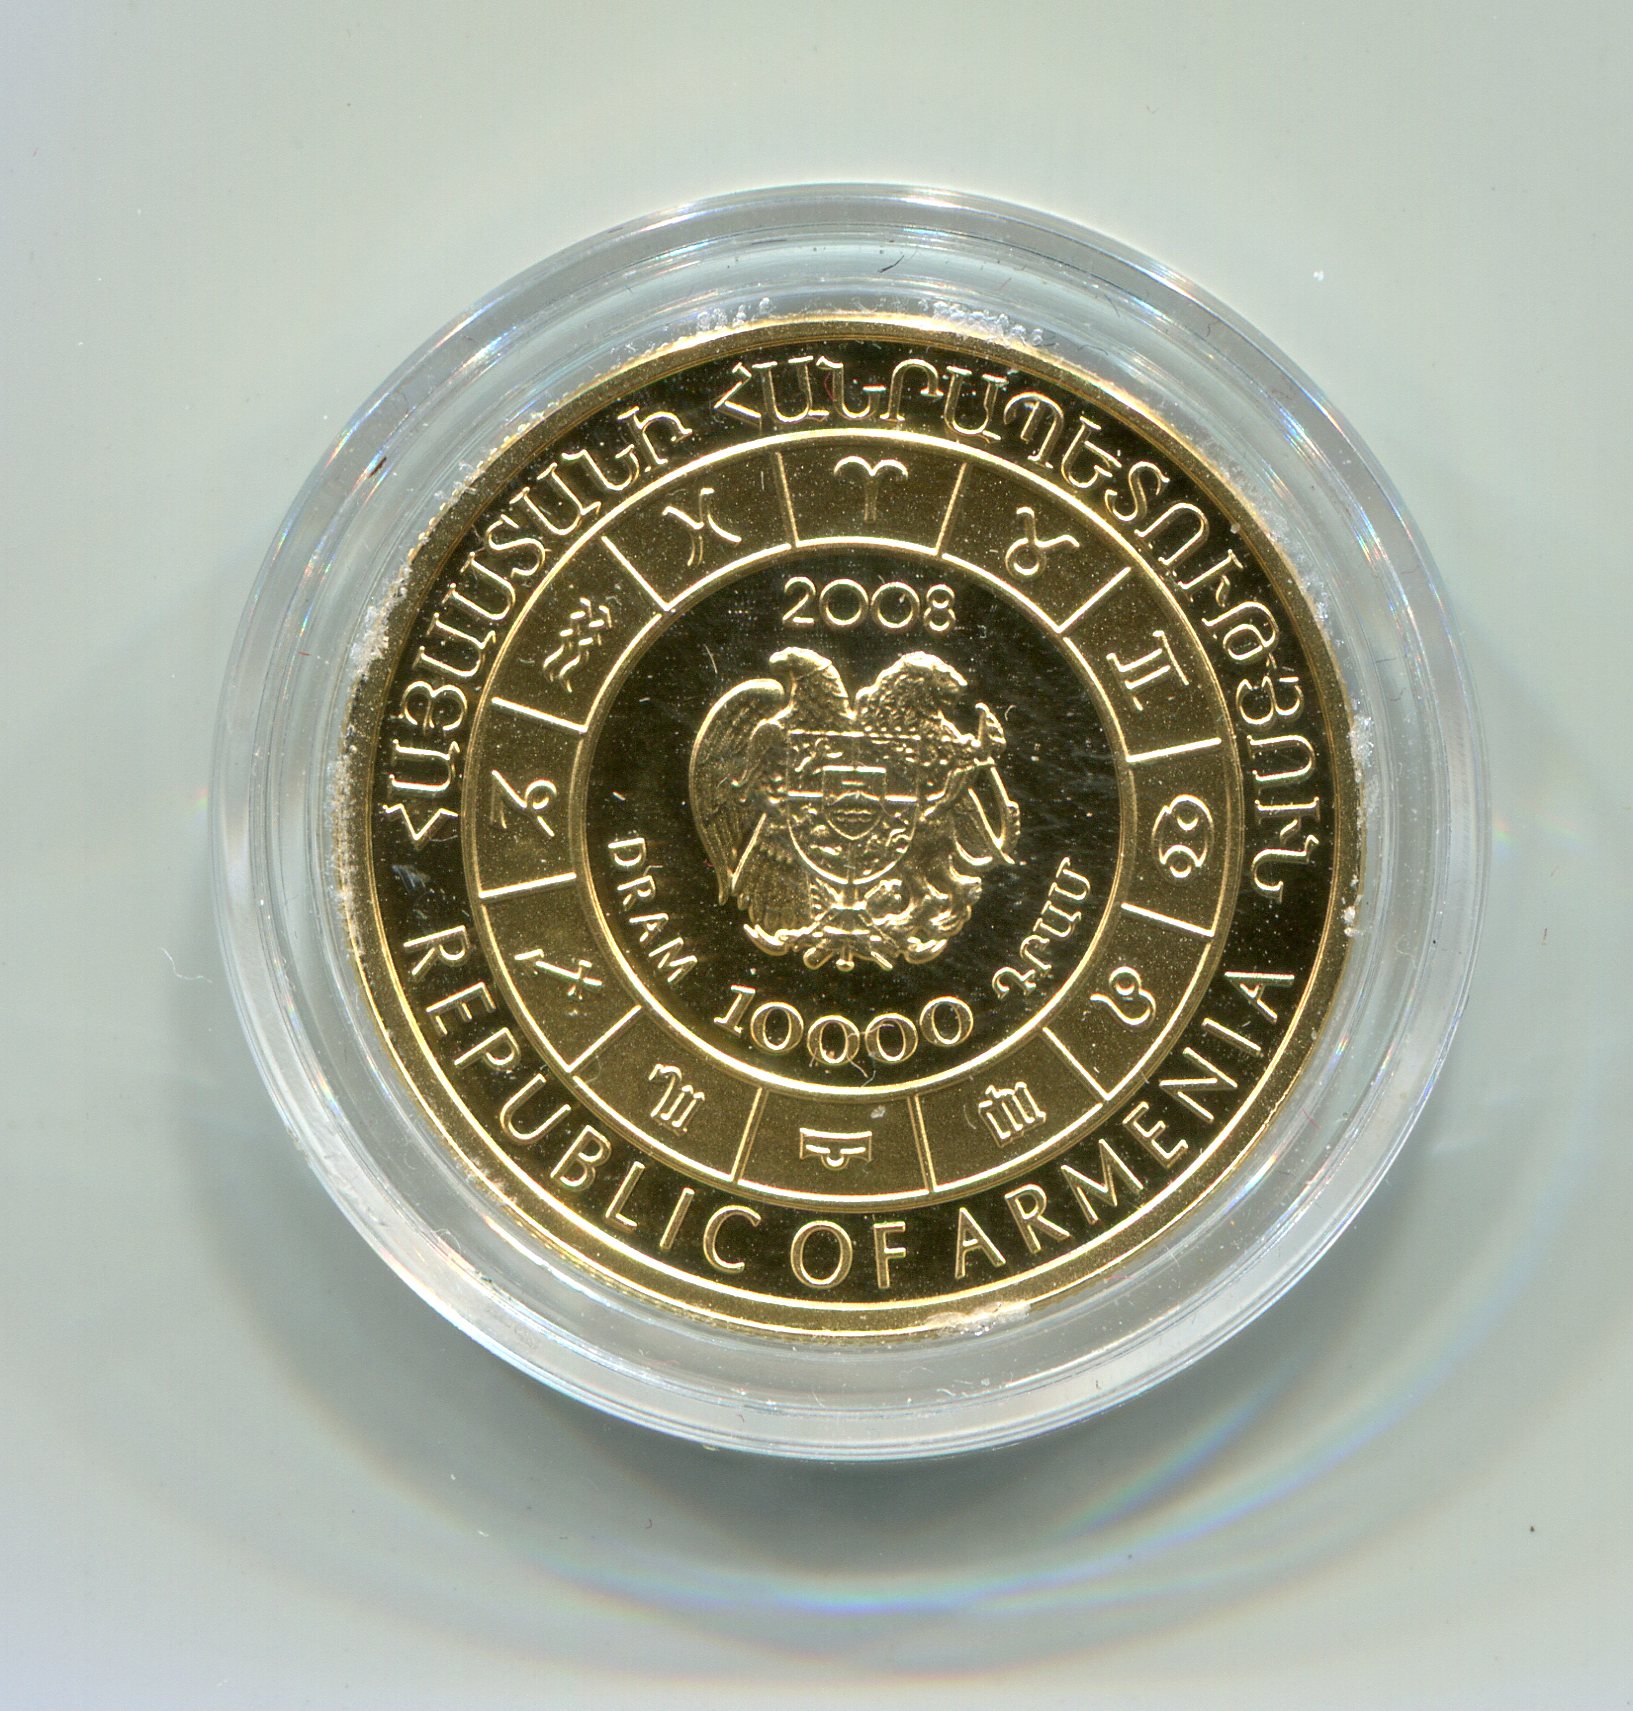 ՀԱՅԱՍՏԱՆԻ ՀԱՆՐԱՊԵՏՈՒԹՅՈՒՆ
2008
DRAM 10000 ԴՐԱՄ
REPUBLIC OF ARMENIA